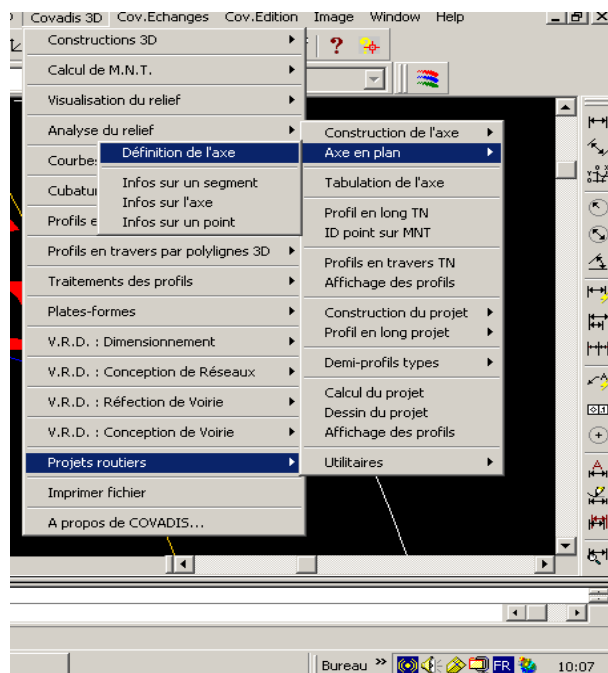 Covadis 3D Cov.Echanges Cov.Edition Image Window Help
Constructions 3D
Calcul de M.N.T.
Visualisation du relief
Analyse du relief
Courbe
Cubatu
Profils e
Profils en travers par polylignes 3D
Traitements des profils
Plates-formes
V.R.D. : Dimensionnement
V.R.D. : Conception de Réseaux
V.R.D. : Réfection de Voirie
V.R.D. : Conception de Voirie
Projets routiers
Imprimer fichier
A propos de COVADIS...
Construction de l'axe
Axe en plan
Tabulation de l'axe
Profil en long TN
ID point sur MNT
Profils en travers TN
Affichage des profils
Construction du projet
Profil en long projet
Demi-profils types
Calcul du projet
Dessin du projet
Affichage des profils
Utilitaires
Définition de l'axe
Infos sur un segment
Infos sur l'axe
Infos sur un point
Bureau » FR 10:07